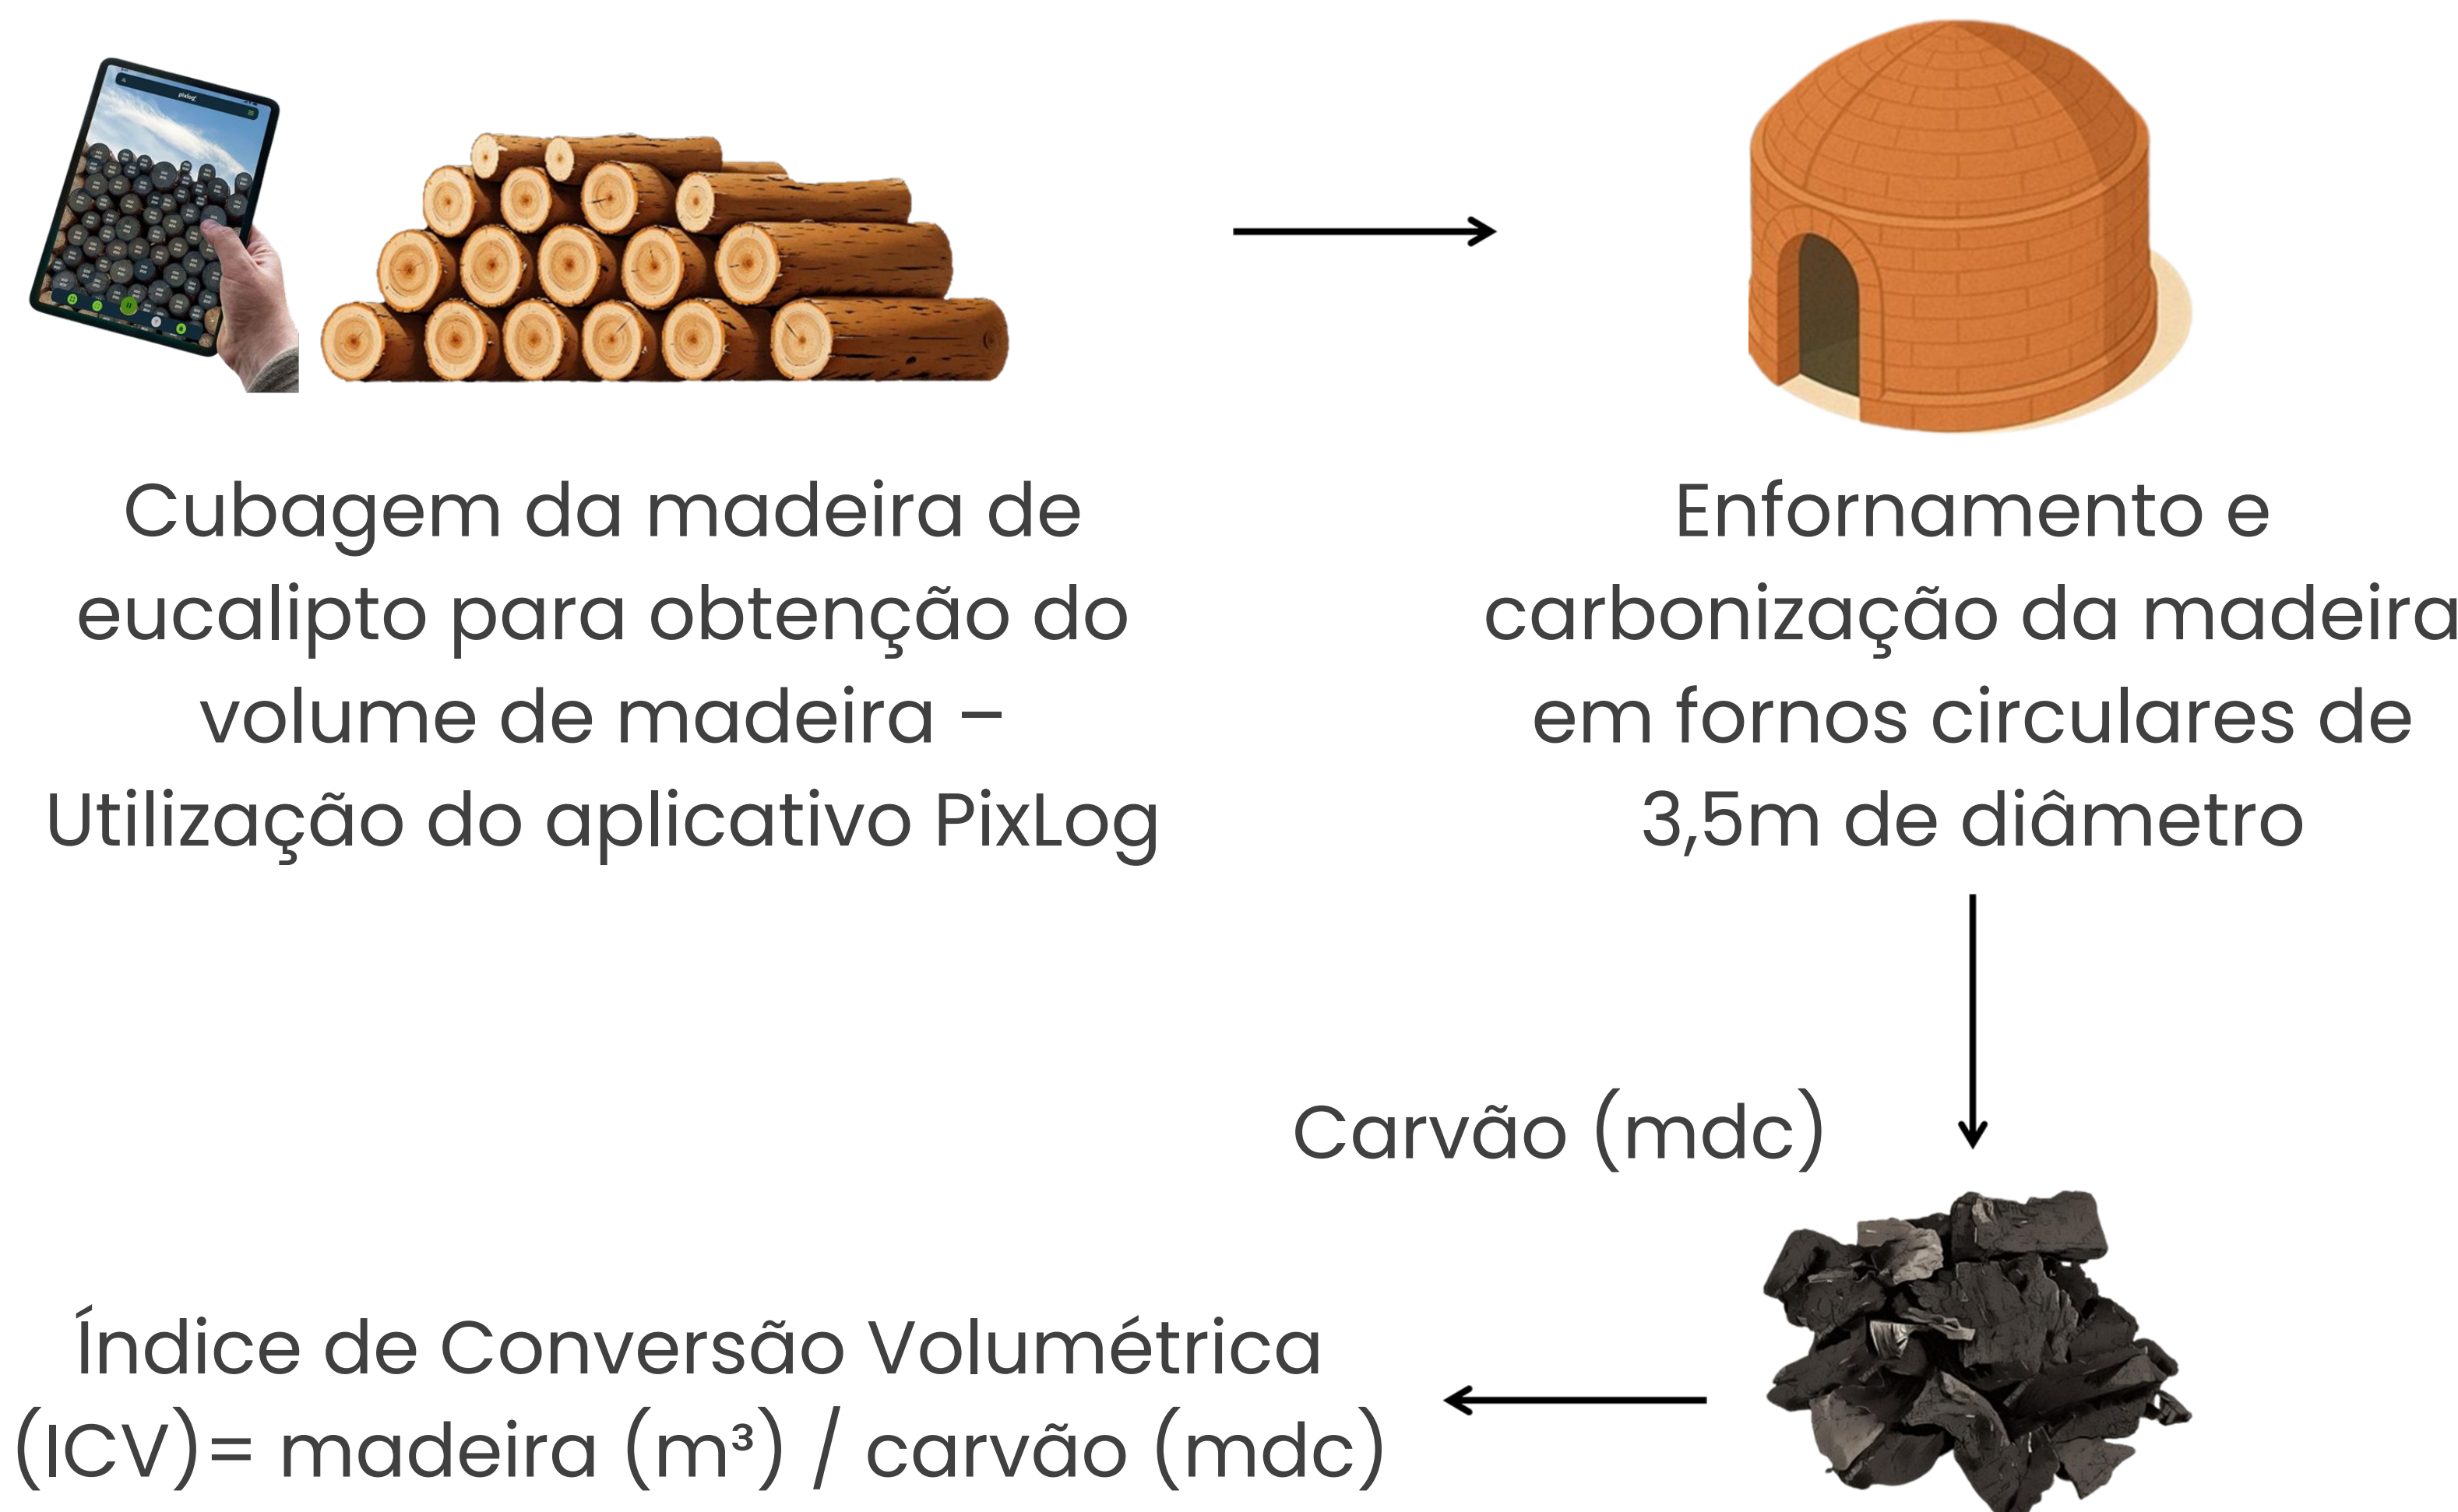 pixlog
Cubagem da madeira de
eucalipto para obtenção do
volume de madeira –
Utilização do aplicativo PixLog
Enfornamento e
carbonização da madeira
em fornos circulares de
3,5m de diâmetro
Carvão (mdc)
Índice de Conversão Volumétrica
(ICV)= madeira (m³) / carvão (mdc)